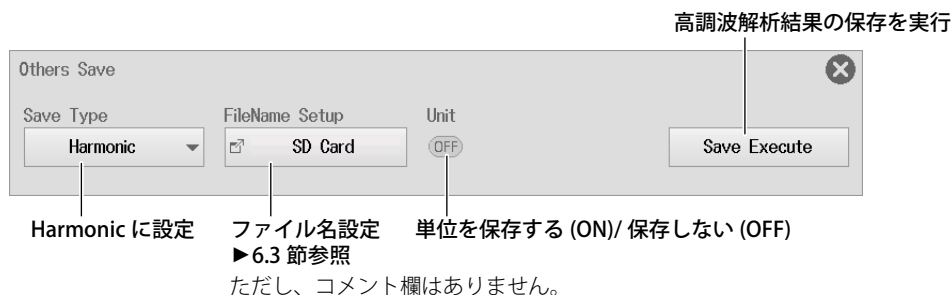 高調波解析結果の保存を実行
Others Save
Save Type
FileName Setup
Unit
Harmonic
SD Card
OFF
Save Execute
Harmonic に設定
ファイル名設定
▶6.3 節参照
ただし、コメント欄はありません。
単位を保存する (ON)/ 保存しない (OFF)